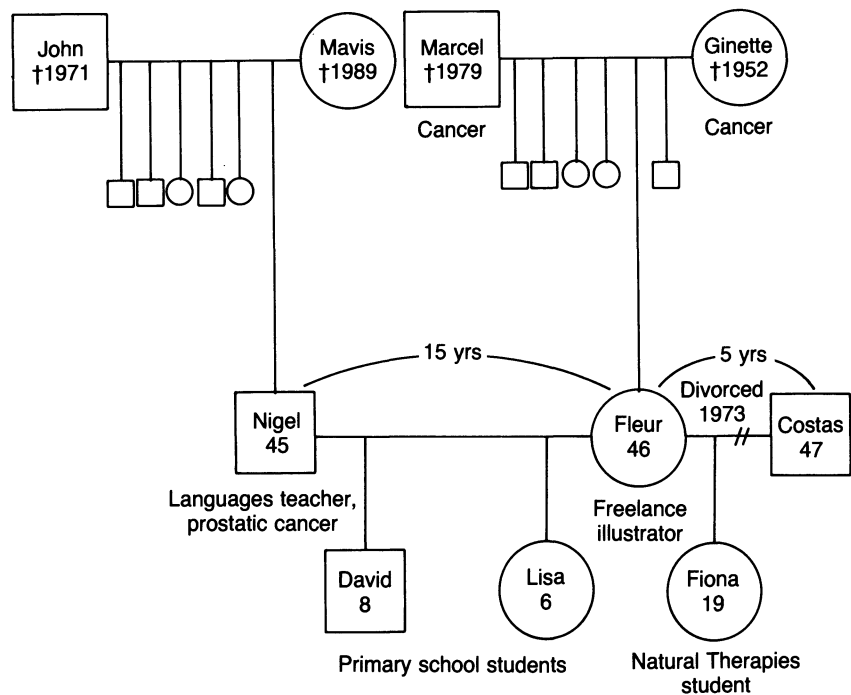 John
†1971
Mavis
†1989
Marcel
†1979
Cancer
Ginette
†1952
Cancer
15 yrs
5 yrs
Divorced
1973
Nigel
45
Languages teacher,
prostatic cancer
Fleur
46
Freelance
illustrator
Costas
47
David
8
Lisa
6
Primary school students
Fiona
19
Natural Therapies
student